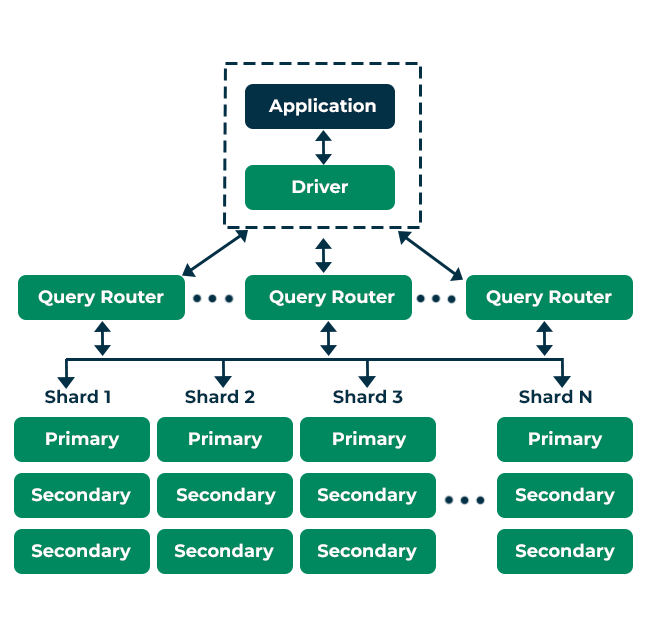 Application
Driver
Query Router
Query Router
Query Router
Shard 1
Shard 2
Shard 3
Shard N
Primary
Primary
Primary
Primary
Secondary
Secondary
Secondary
Secondary
Secondary
Secondary
Secondary
Secondary